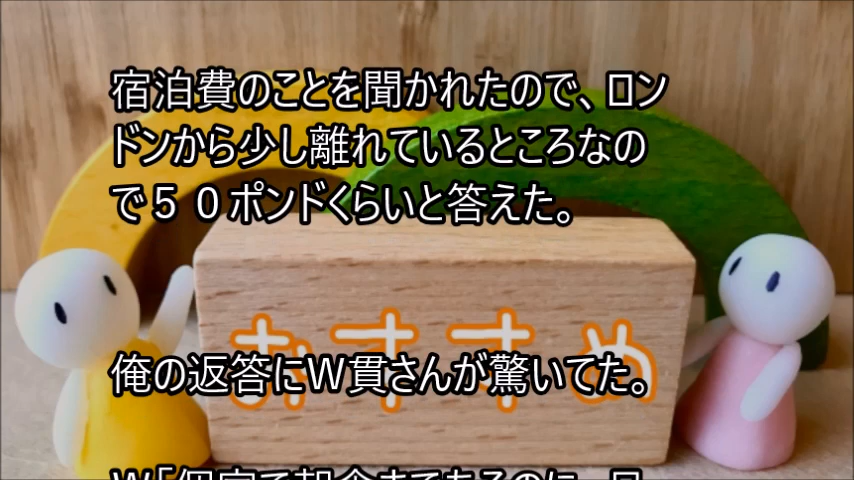 宿泊費のことを聞かれたので、ロン
ドンから少し離れているところなの
で５０ポンドくらいと答えた。
おすすめ
俺の返答にＷ貫さんが驚いてた。